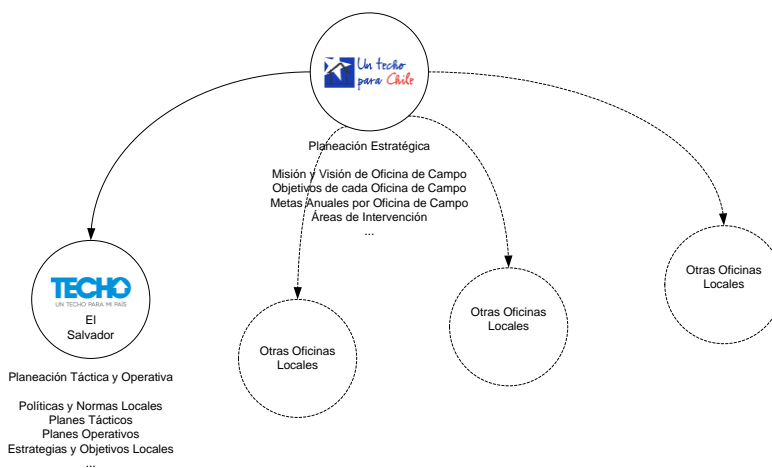 Un techo
para Chile
Planeación Estratégica
Misión y Visión de Oficina de Campo
Objetivos de cada Oficina de Campo
Metas Anuales por Oficina de Campo
Áreas de Intervención
...
TECHO
UN TECHO PARA MI PAÍS
El
Salvador
Planeación Táctica y Operativa
Políticas y Normas Locales
Planes Tácticos
Planes Operativos
Estrategias y Objetivos Locales
...
Otras Oficinas
Locales
Otras Oficinas
Locales
Otras Oficinas
Locales